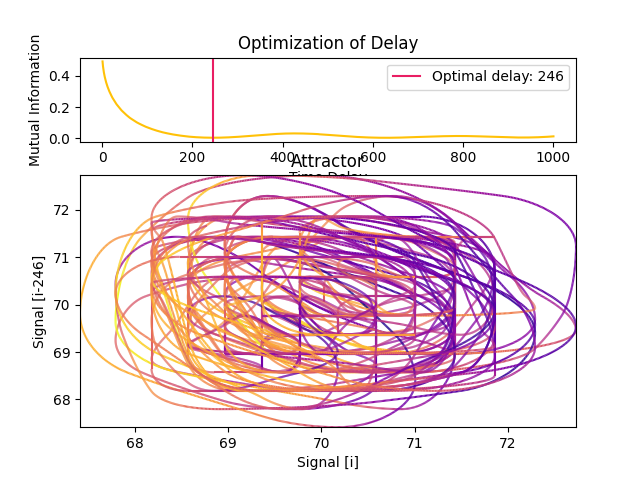 Optimization of Delay
Mutual Information
0.4
0.2
0.0
Optimal delay: 246
0 200 400 600 800 1000
Time Delay
Attractor
Signal [i-246]
72
71
70
69
68
68 69 70 71 72
Signal [i]